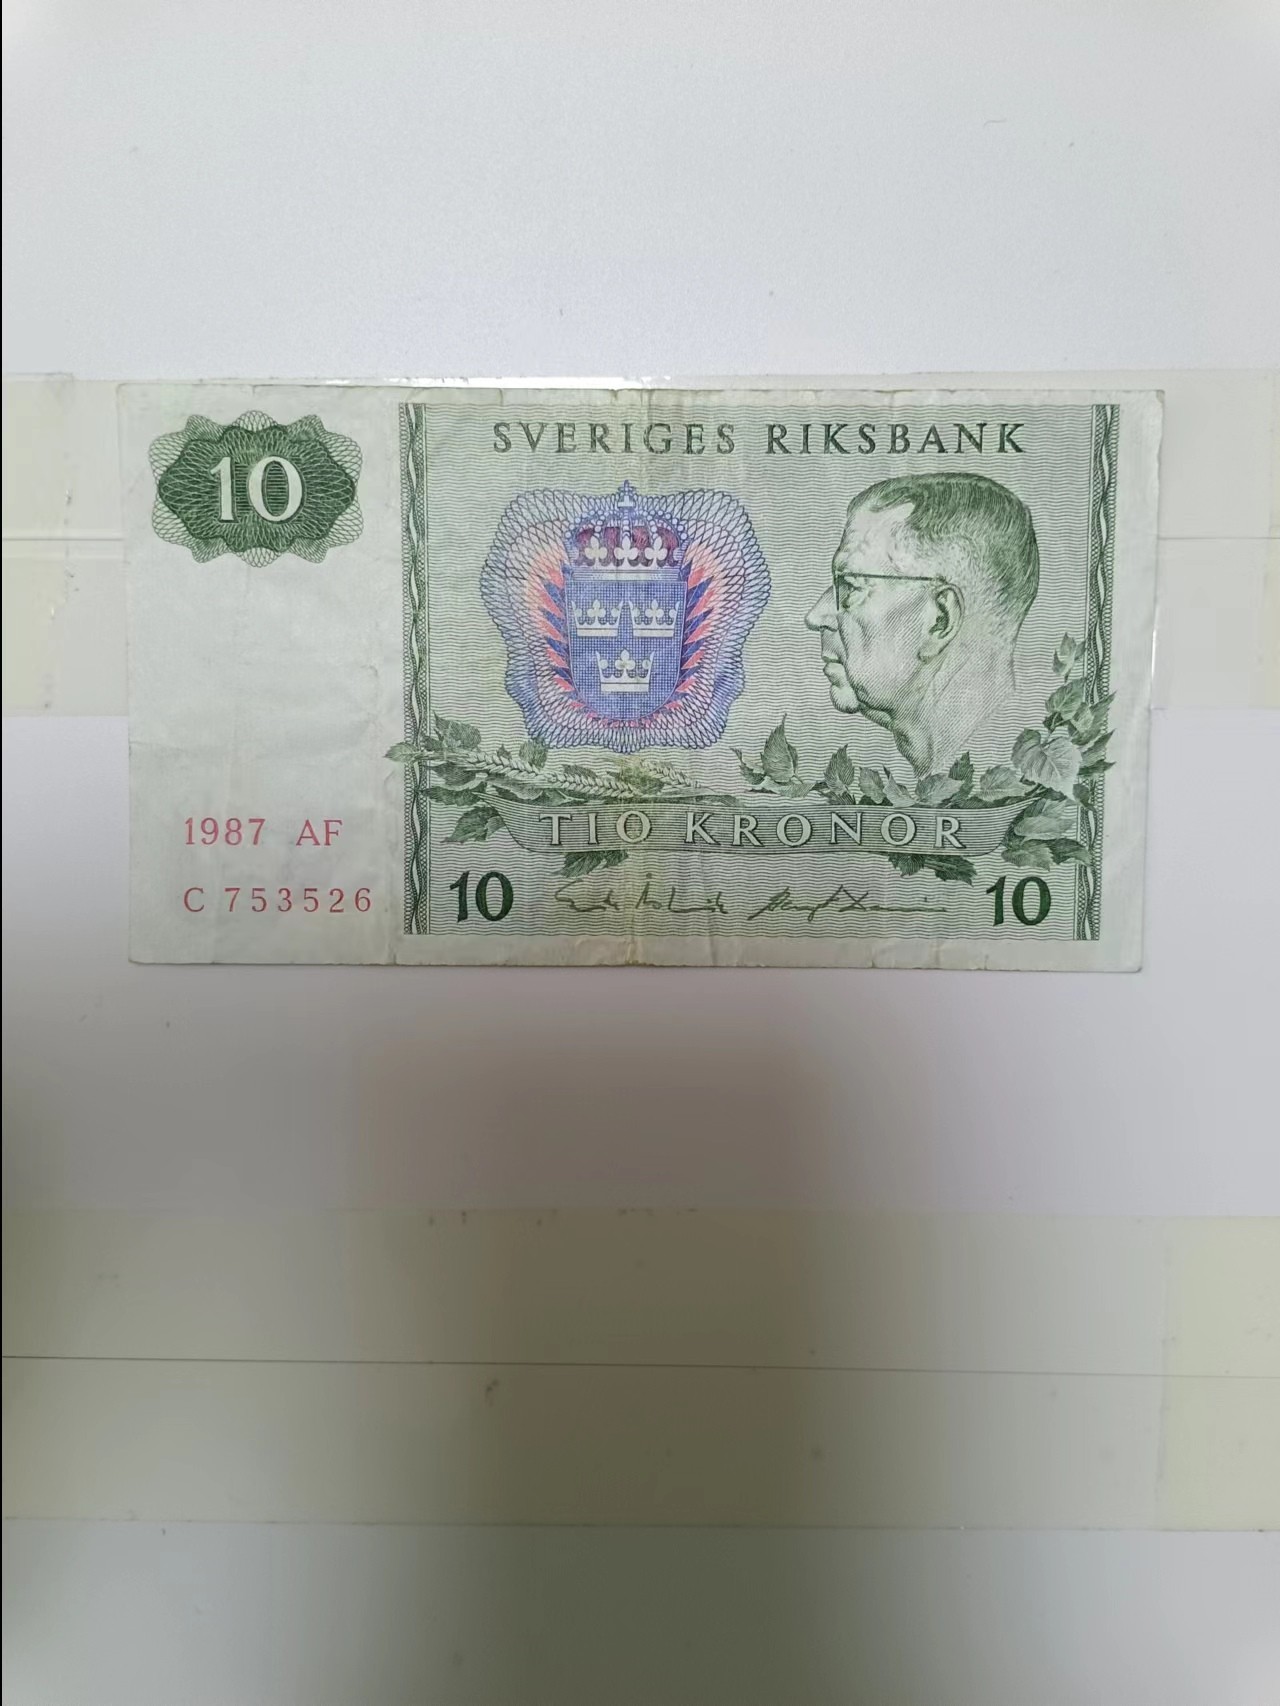 10
SVERIGES RIKSBANK
TIO KRONOR
1987 AF
C 753526
10
10